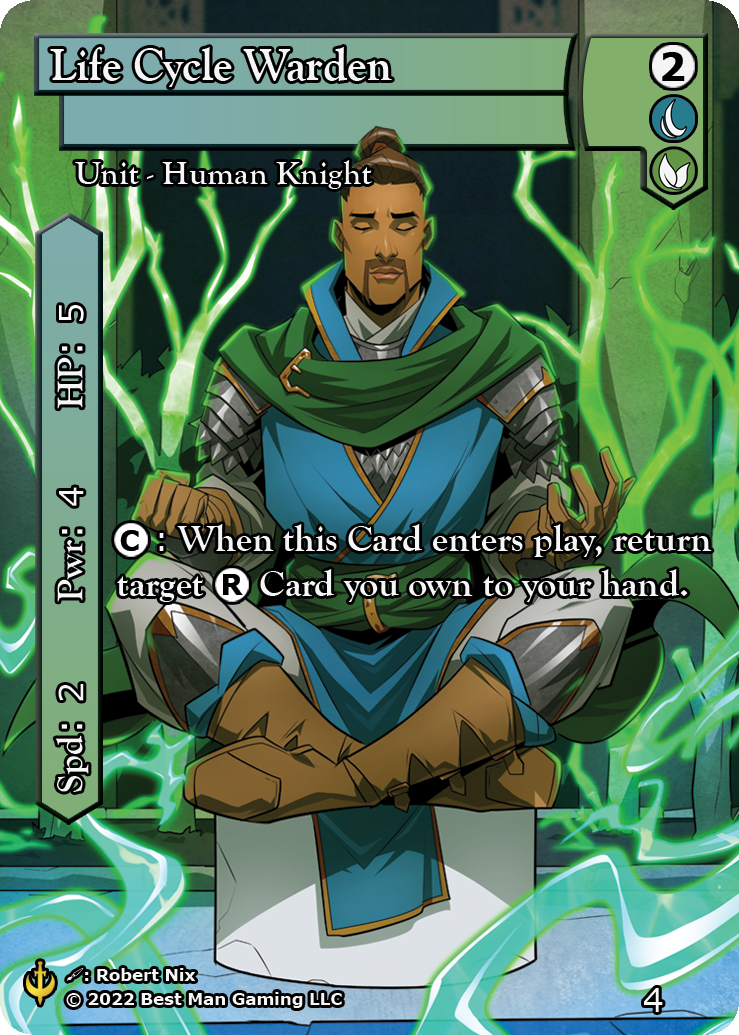 Life Cycle Warden
2
Unit - Human Knight
HP: 5
Pwr: 4
Spd: 2
C : When this Card enters play, return
target R Card you own to your hand.
: Robert Nix
© 2022 Best Man Gaming LLC
4